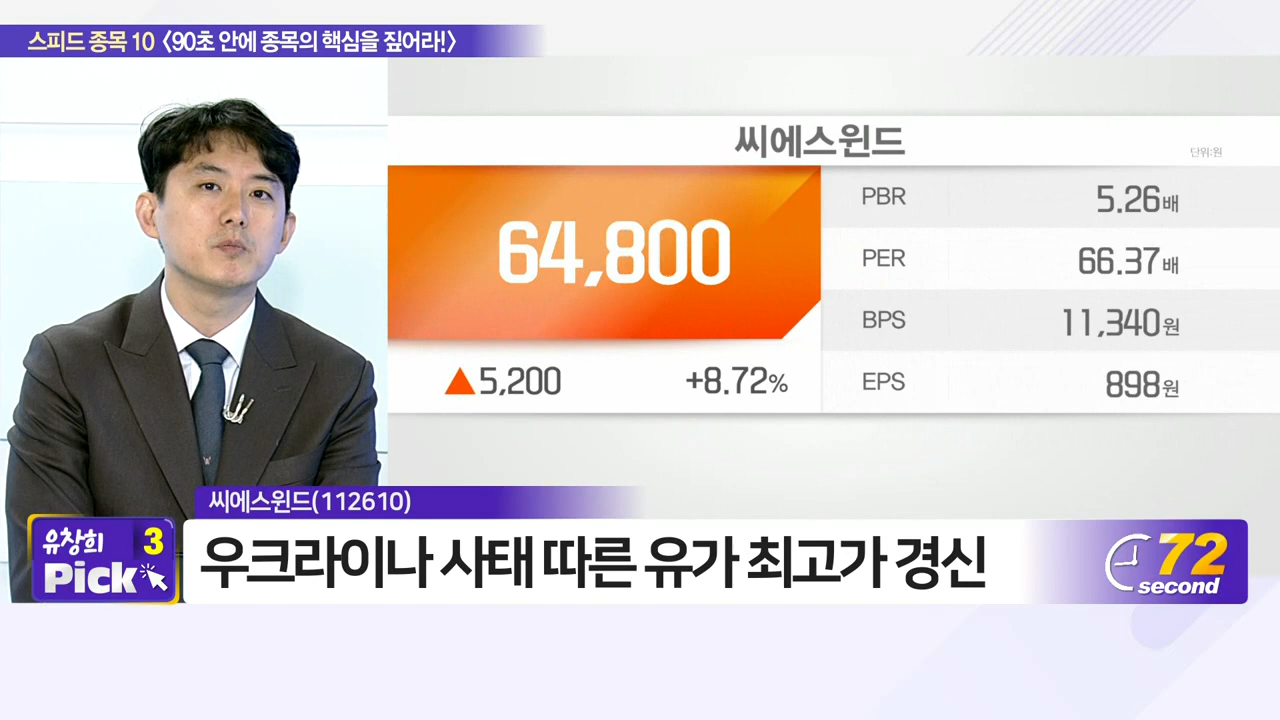 스피드 종목 10 <90초 안에 종목의 핵심을 짚어라!>
씨에스윈드
단위:원
64,800
▲5,200 +8.72%
PBR 5.26배
PER 66.37배
BPS 11,340원
EPS 898원
씨에스윈드(112610)
유창희 3
Pick
우크라이나 사태 따른 유가 최고가 경신
72
second